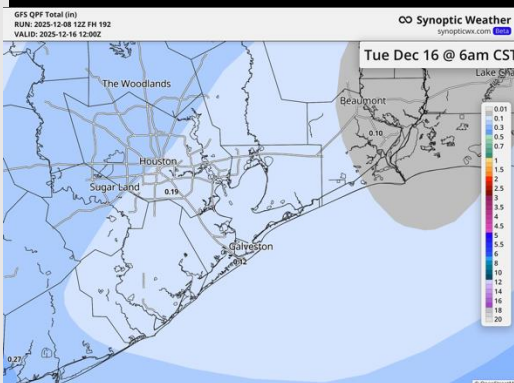 GFS QPF Total (in)
RUN: 2025-12-08 12Z FH 192
VALID: 2025-12-16 12:00Z
Synoptic Weather
synopticwx.com Beta
Tue Dec 16 @ 6am CST
Lake Cha
The Woodlands
Beaumont
0.10
Houston
Sugar Land
0.19
Galveston
0.12
0.27
0.01
0.1
0.3
0.5
0.7
1
1.5
2
2.5
3
3.5
4
4.5
5
5.5
6
8
10
12
14
16
18
20